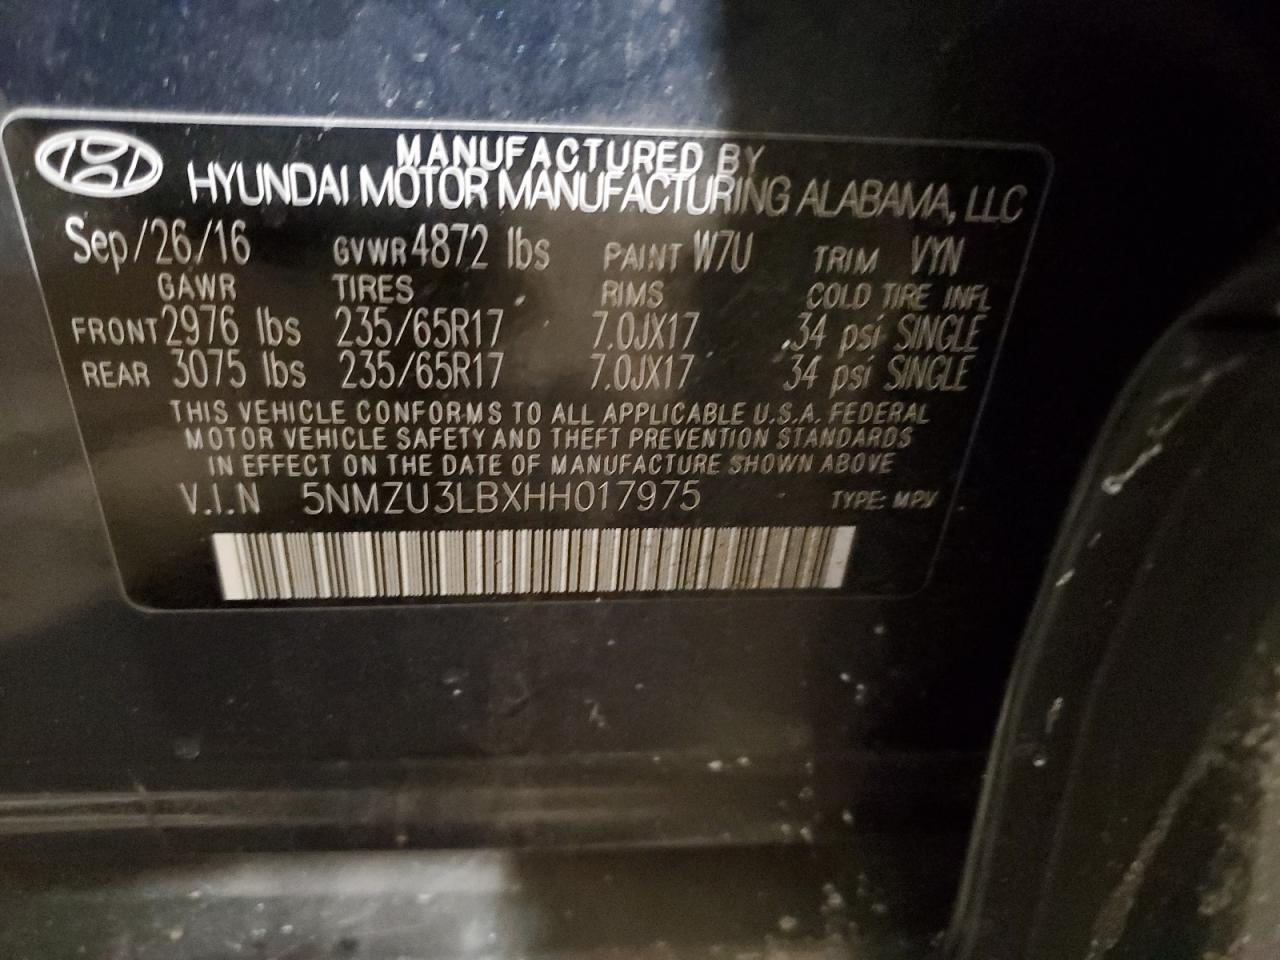 MANUFACTURED BY
HYUNDAI MOTOR MANUFACTURING ALABAMA, LLC
Sep/26/16 GVWR 4872 lbs PAINT W7U TRIM VYN
GAWR TIRES RIMS COLD TIRE INFL
FRONT 2976 lbs 235/65R17 7.0JX17 34 psi SINGLE
REAR 3075 lbs 235/65R17 7.0JX17 34 psi SINGLE
THIS VEHICLE CONFORMS TO ALL APPLICABLE U.S.A. FEDERAL
MOTOR VEHICLE SAFETY AND THEFT PREVENTION STANDARDS
IN EFFECT ON THE DATE OF MANUFACTURE SHOWN ABOVE
V.I.N 5NMZU3LBXHH017975 TYPE: MPV